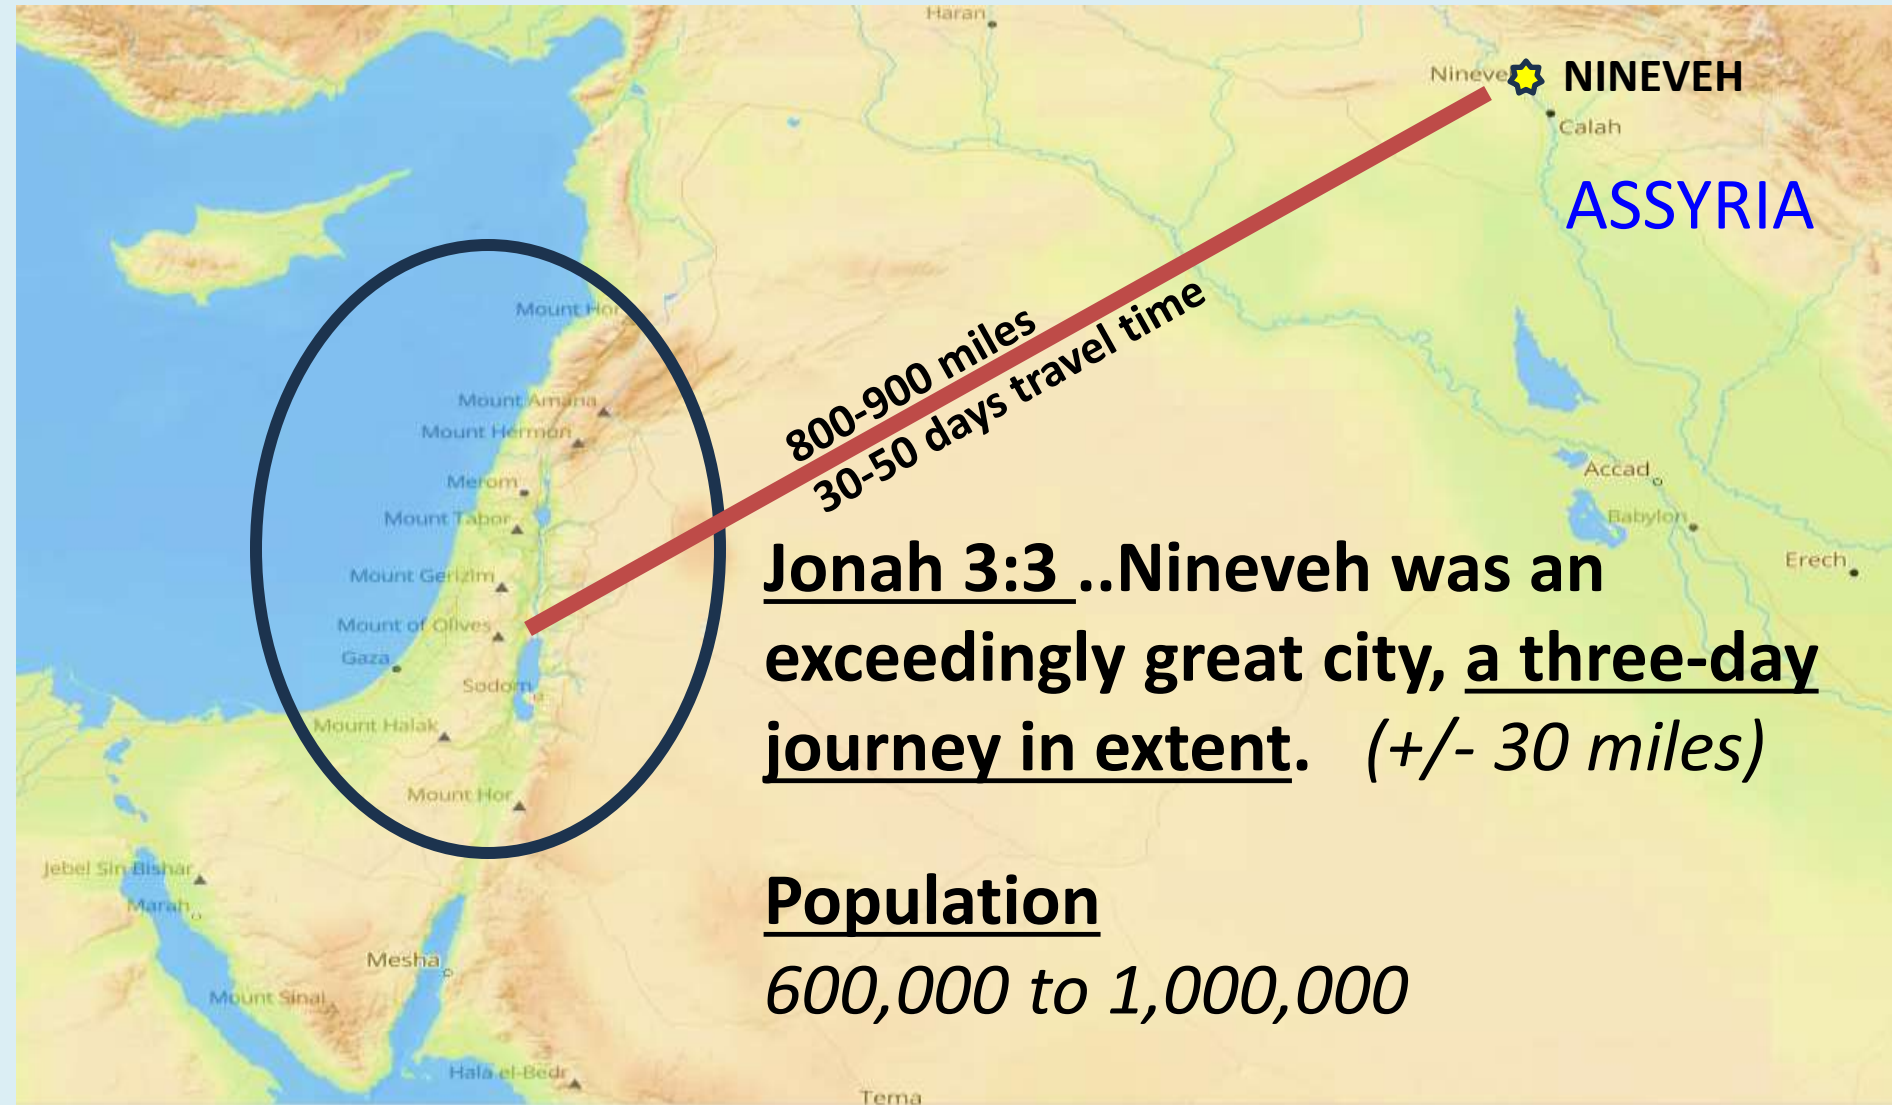 Haran
Nineve
NINEVEH
Calah
ASSYRIA
Mount Hor
800-900 miles
30-50 days travel time
Mount Amana
Mount Hermon
Merom
Accad
Mount Tabor
Babylon
Jonah 3:3 ..Nineveh was an
Erech
Mount Gerizim
Mount of Olives
exceedingly great city, a three-day
Gaza
Sodom
Mount Halak
journey in extent. (+/- 30 miles)
Mount Hor
Jebel Sin Bishar
Population
Marah
Mesha
600,000 to 1,000,000
Mount Sinai
Hala el-Bedr
Tema